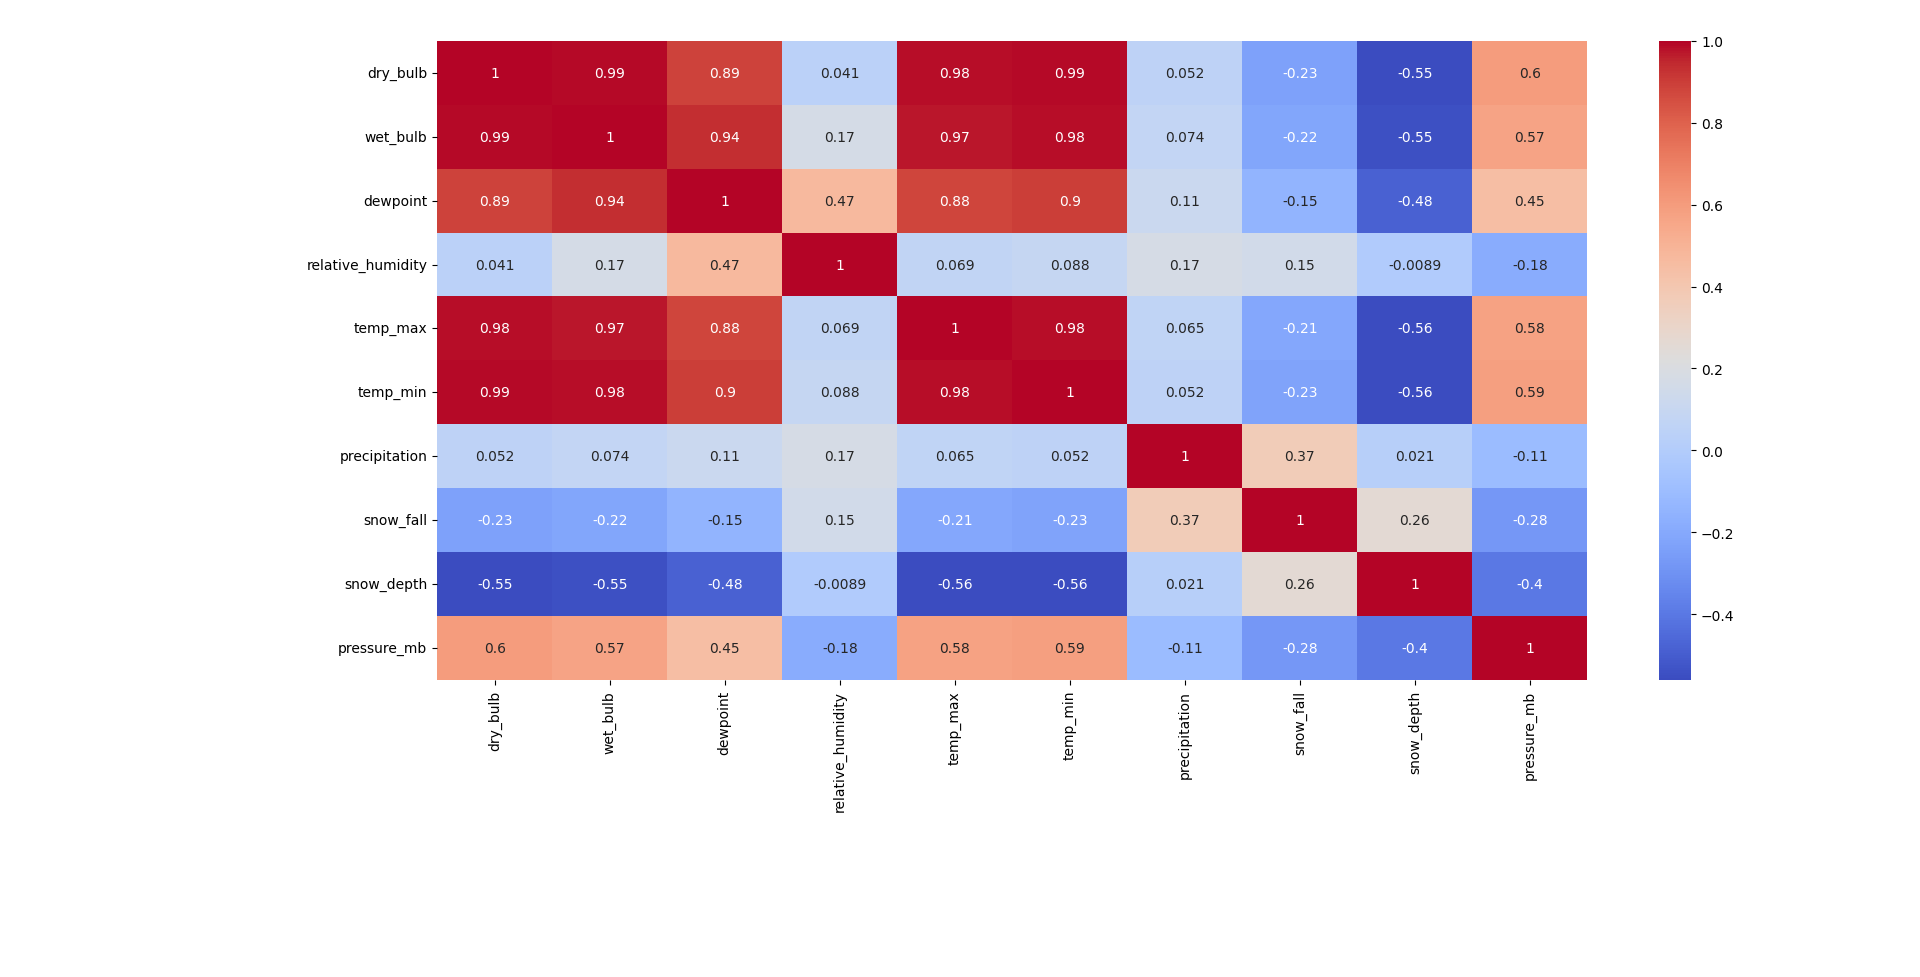 dry_bulb 1 0.99 0.89 0.041 0.98 0.99 0.052 -0.23 -0.55 0.6
wet_bulb 0.99 1 0.94 0.17 0.97 0.98 0.074 -0.22 -0.55 0.57
dewpoint 0.89 0.94 1 0.47 0.88 0.9 0.11 -0.15 -0.48 0.45
relative_humidity 0.041 0.17 0.47 1 0.069 0.088 0.17 0.15 -0.0089 -0.18
temp_max 0.98 0.97 0.88 0.069 1 0.98 0.065 -0.21 -0.56 0.58
temp_min 0.99 0.98 0.9 0.088 0.98 1 0.052 -0.23 -0.56 0.59
precipitation 0.052 0.074 0.11 0.17 0.065 0.052 1 0.37 0.021 -0.11
snow_fall -0.23 -0.22 -0.15 0.15 -0.21 -0.23 0.37 1 0.26 -0.28
snow_depth -0.55 -0.55 -0.48 -0.0089 -0.56 -0.56 0.021 0.26 1 -0.4
pressure_mb 0.6 0.57 0.45 -0.18 0.58 0.59 -0.11 -0.28 -0.4 1
dry_bulb
wet_bulb
dewpoint
relative_humidity
temp_max
temp_min
precipitation
snow_fall
snow_depth
pressure_mb
1.0
0.8
0.6
0.4
0.2
0.0
−0.2
−0.4